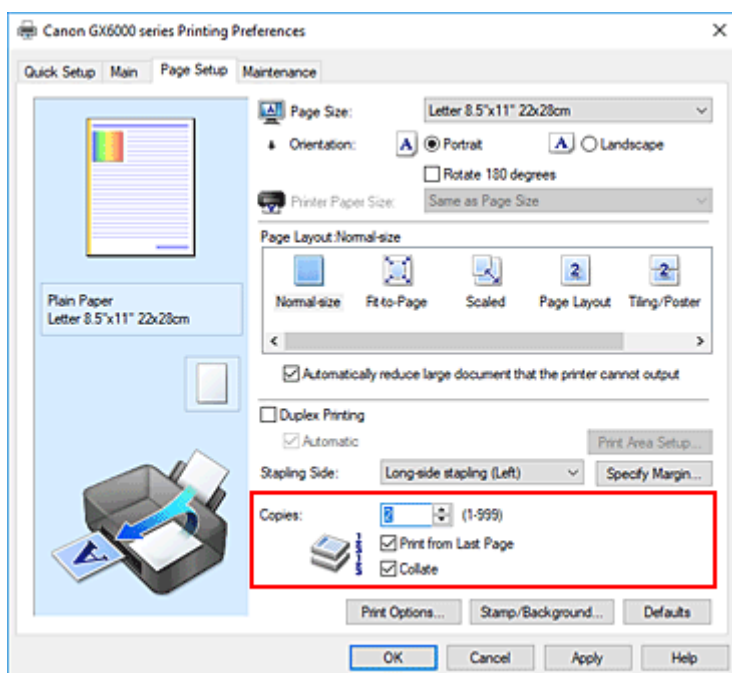 Canon GX6000 series Printing Preferences
Quick Setup Main Page Setup Maintenance
Page Size: Letter 8.5"x11" 22x28cm
Orientation: A Portrait A Landscape
Rotate 180 degrees
Printer Paper Size: Same as Page Size
Page Layout:Normal-size
2 2
Normal-size Fit-to-Page Scaled Page Layout Tiling/Poster
Plain Paper
Letter 8.5"x11" 22x28cm
Automatically reduce large document that the printer cannot output
Duplex Printing
Automatic Print Area Setup...
Stapling Side: Long-side stapling (Left) Specify Margin...
Copies: 2 (1-999)
Print from Last Page
Collate
A
Print Options... Stamp/Background... Defaults
OK Cancel Apply Help